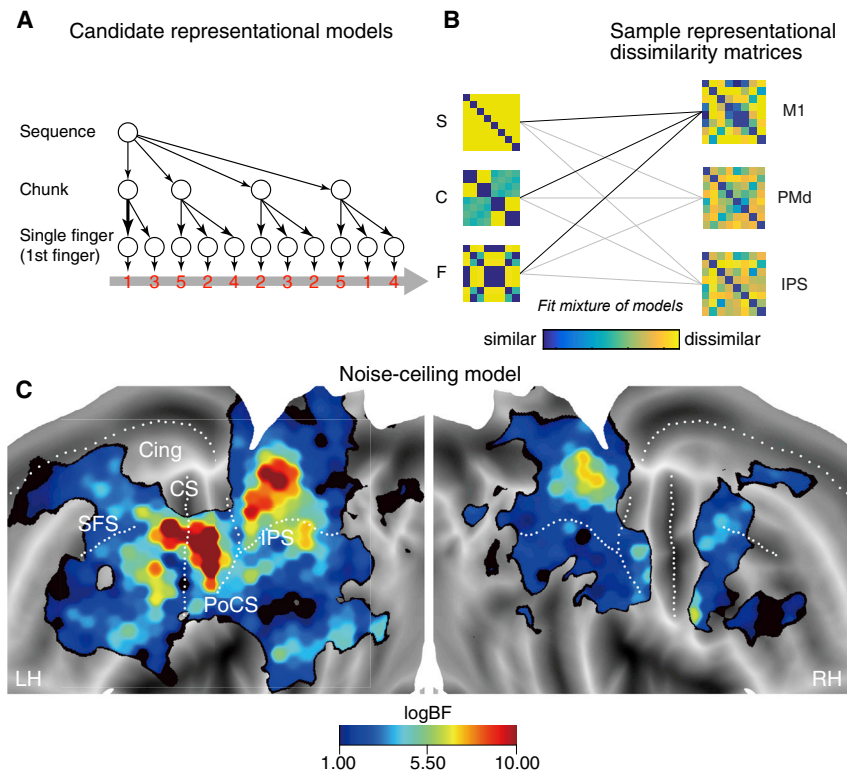 A
Candidate representational models
Sequence
Chunk
Single finger
(1st finger)
1 3 5 2 4 2 3 2 5 1 4
B
Sample representational
dissimilarity matrices
S
C
F
M1
PMd
IPS
Fit mixture of models
similar
dissimilar
C
Noise-ceiling model
Cing
CS
SFS
IPS
PoCS
LH
RH
logBF
1.00 5.50 10.00